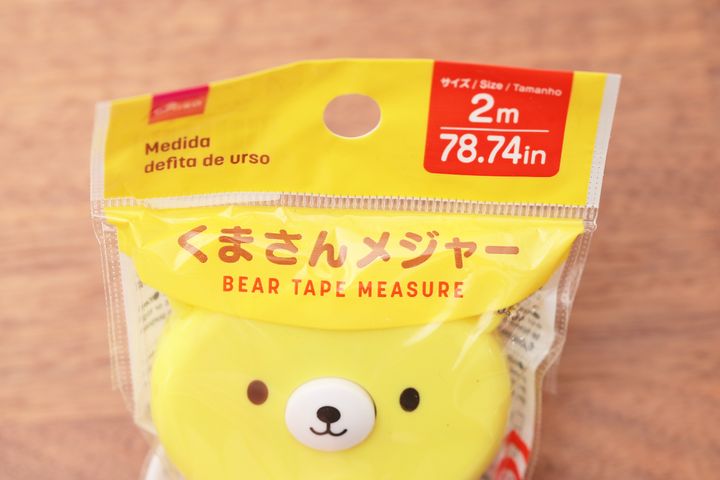 Medida
defita de urso
サイズ / Size / Tamanho
2m
78.74in
くまさんメジャー
BEAR TAPE MEASURE